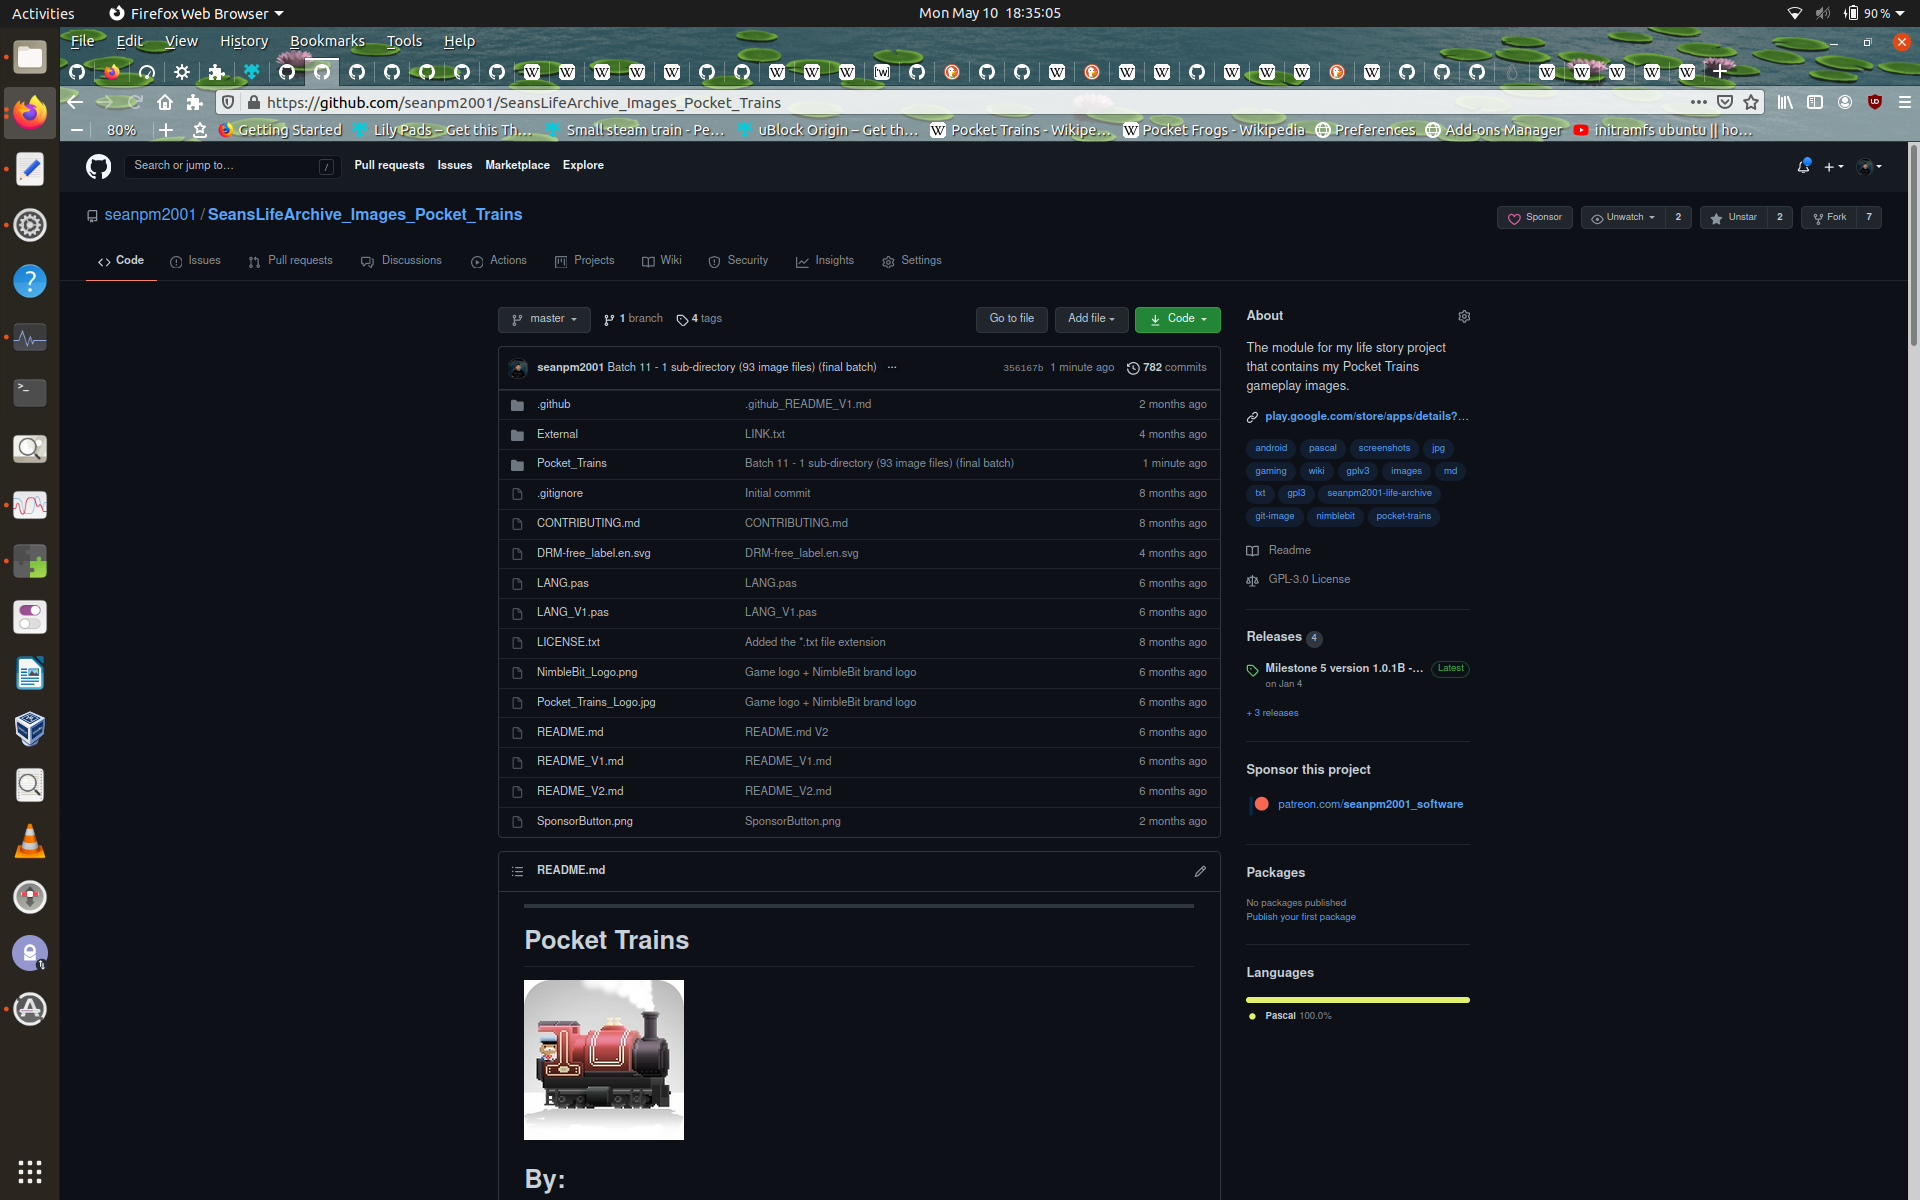 Activities Firefox Web Browser Mon May 10 18:35:05 90 %
File Edit View History Bookmarks Tools Help
https://github.com/seanpm2001/SeansLifeArchive_Images_Pocket_Trains
80% Getting Started Lily Pads – Get this Th… Small steam train - Pe… uBlock Origin – Get th… Pocket Trains - Wikipe… Pocket Frogs - Wikipedia Preferences Add-ons Manager initramfs ubuntu || ho…
Search or jump to… / Pull requests Issues Marketplace Explore
seanpm2001 / SeansLifeArchive_Images_Pocket_Trains Sponsor Unwatch 2 Unstar 2 Fork 7
Code Issues Pull requests Discussions Actions Projects Wiki Security Insights Settings
master 1 branch 4 tags Go to file Add file Code
seanpm2001 Batch 11 - 1 sub-directory (93 image files) (final batch) ... 356167b 1 minute ago 782 commits
.github .github_README_V1.md 2 months ago
External LINK.txt 4 months ago
Pocket_Trains Batch 11 - 1 sub-directory (93 image files) (final batch) 1 minute ago
.gitignore Initial commit 8 months ago
CONTRIBUTING.md CONTRIBUTING.md 8 months ago
DRM-free_label.en.svg DRM-free_label.en.svg 4 months ago
LANG.pas LANG.pas 6 months ago
LANG_V1.pas LANG_V1.pas 6 months ago
LICENSE.txt Added the *.txt file extension 8 months ago
NimbleBit_Logo.png Game logo + NimbleBit brand logo 6 months ago
Pocket_Trains_Logo.jpg Game logo + NimbleBit brand logo 6 months ago
README.md README.md V2 6 months ago
README_V1.md README_V1.md 6 months ago
README_V2.md README_V2.md 6 months ago
SponsorButton.png SponsorButton.png 2 months ago
README.md
Pocket Trains
By:
About
The module for my life story project
that contains my Pocket Trains
gameplay images.
play.google.com/store/apps/details?…
android pascal screenshots jpg
gaming wiki gplv3 images md
txt gpl3 seanpm2001-life-archive
git-image nimblebit pocket-trains
Readme
GPL-3.0 License
Releases 4
Milestone 5 version 1.0.1B -… Latest
on Jan 4
+ 3 releases
Sponsor this project
patreon.com/seanpm2001_software
Packages
No packages published
Publish your first package
Languages
Pascal 100.0%